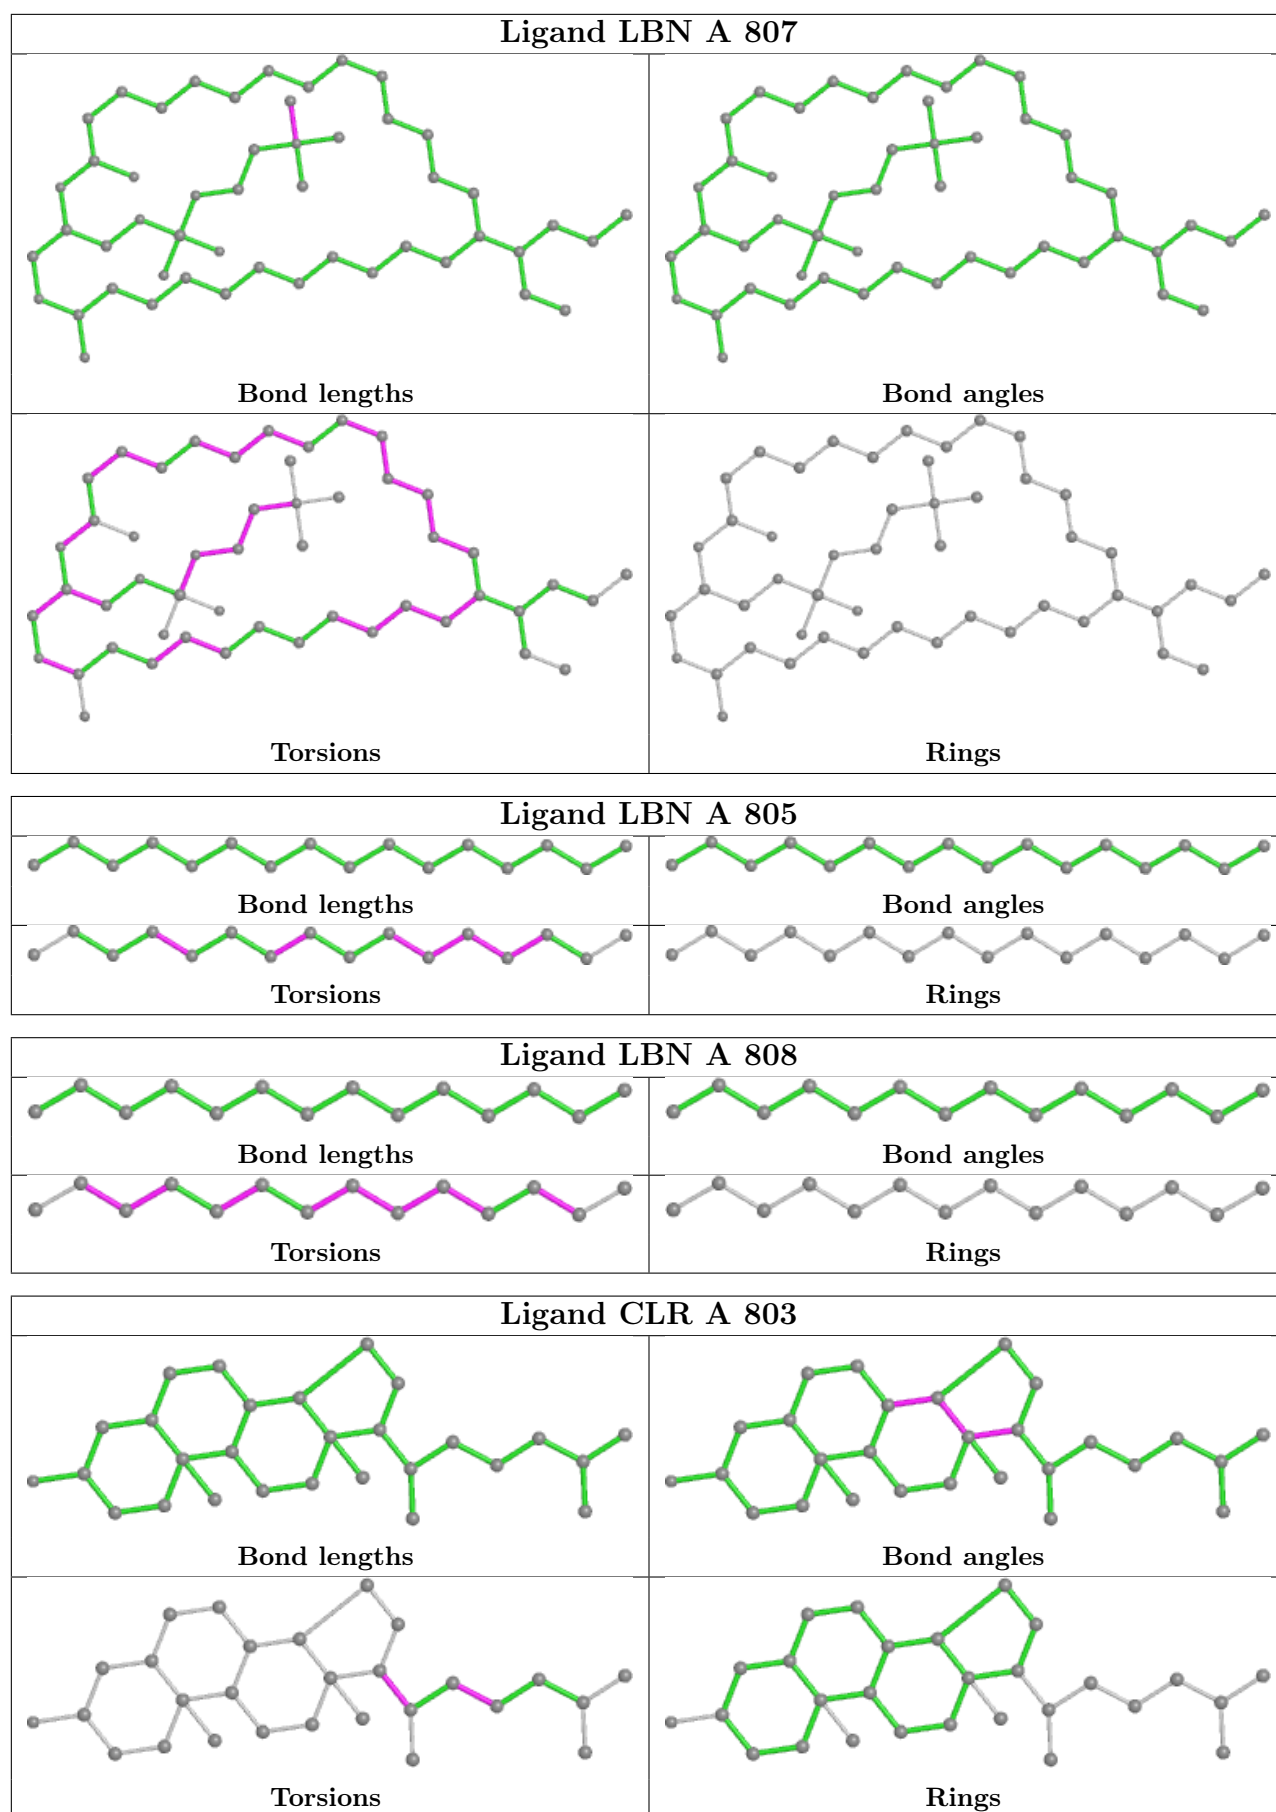 Ligand LBN A 807
Bond lengths
Bond angles
Torsions
Rings
Ligand LBN A 805
Bond lengths
Bond angles
Torsions
Rings
Ligand LBN A 808
Bond lengths
Bond angles
Torsions
Rings
Ligand CLR A 803
Bond lengths
Bond angles
Torsions
Rings